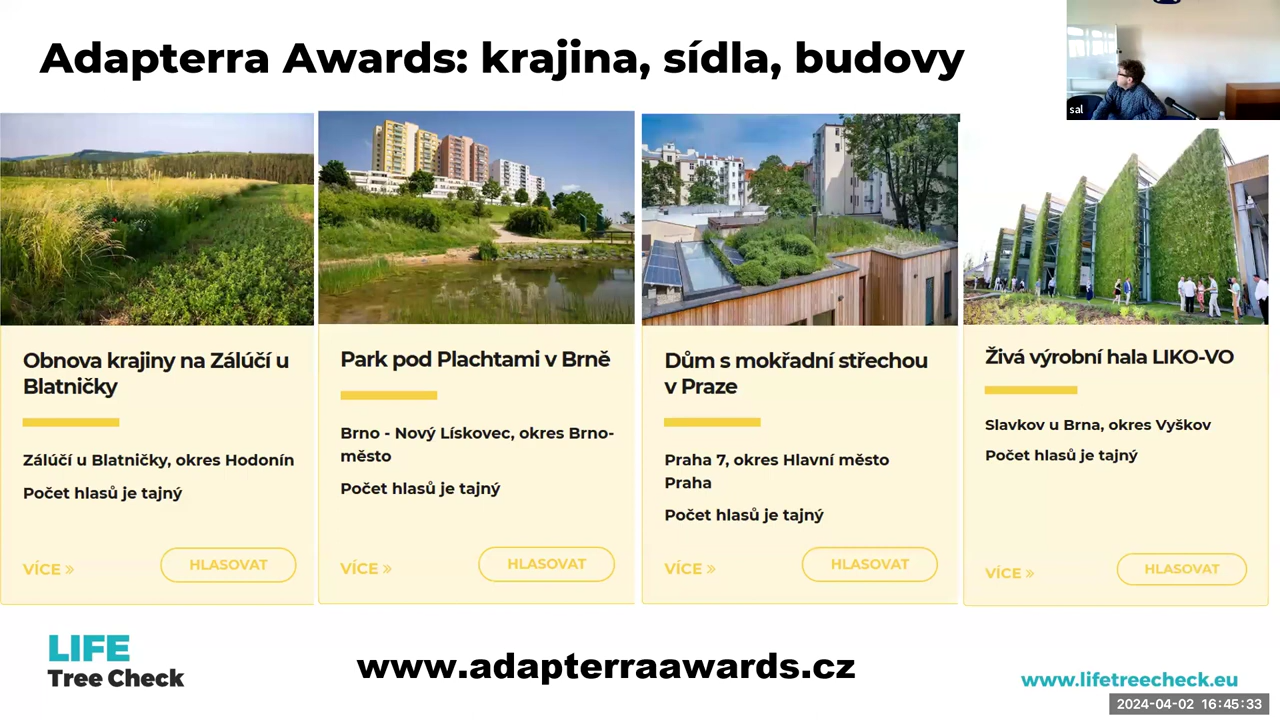 Adapterra Awards: krajina, sídla, budovy
sal
Obnova krajiny na Zálúčí u
Blatničky
Zálúčí u Blatničky, okres Hodonín
Počet hlasů je tajný
VÍCE »
HLASOVAT
Park pod Plachtami v Brně
Brno - Nový Lískovec, okres Brno-
město
Počet hlasů je tajný
VÍCE »
HLASOVAT
Dům s mokřadní střechou
v Praze
Praha 7, okres Hlavní město
Praha
Počet hlasů je tajný
VÍCE »
HLASOVAT
Živá výrobní hala LIKO-VO
Slavkov u Brna, okres Vyškov
Počet hlasů je tajný
VÍCE »
HLASOVAT
LIFE
Tree Check
www.adapterraawards.cz
www.lifetreecheck.eu
2024-04-02 16:45:33